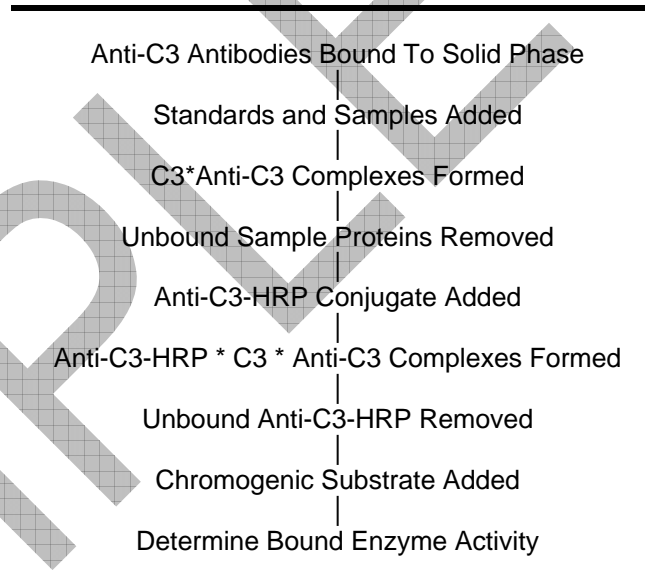 Anti-C3 Antibodies Bound To Solid Phase
Standards and Samples Added
C3*Anti-C3 Complexes Formed
Unbound Sample Proteins Removed
Anti-C3-HRP Conjugate Added
Anti-C3-HRP * C3 * Anti-C3 Complexes Formed
Unbound Anti-C3-HRP Removed
Chromogenic Substrate Added
Determine Bound Enzyme Activity